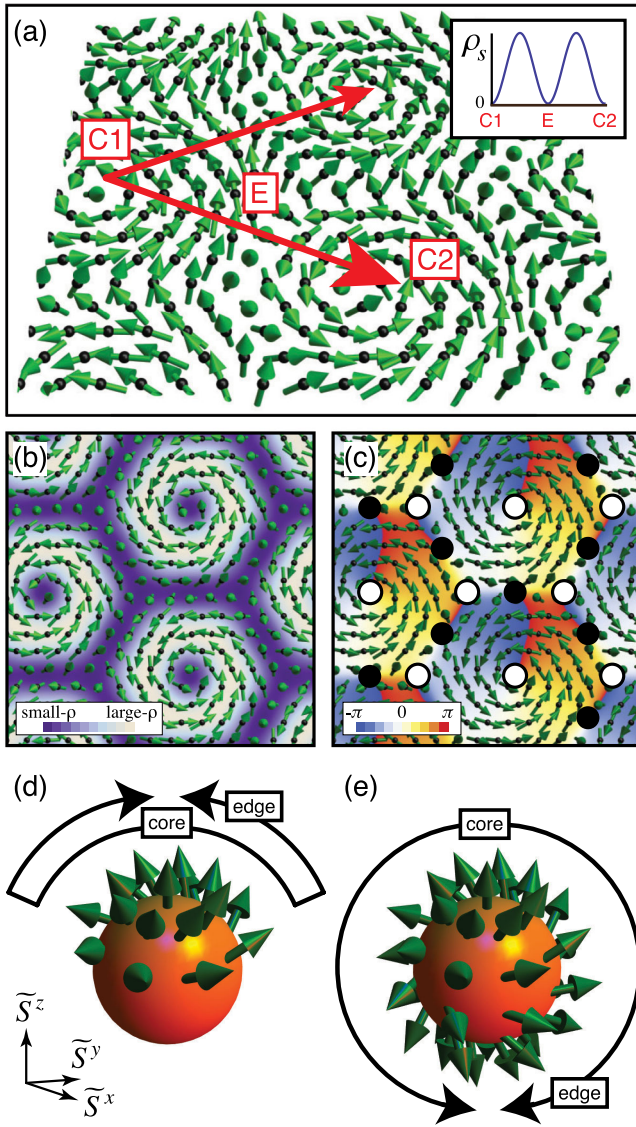 (a)
ρs
0
C1 E C2
C1
E
C2
(b)
(c)
small-ρ large-ρ
-π 0 π
(d)
(e)
edge
core
core
S̃z
S̃y
S̃x
edge